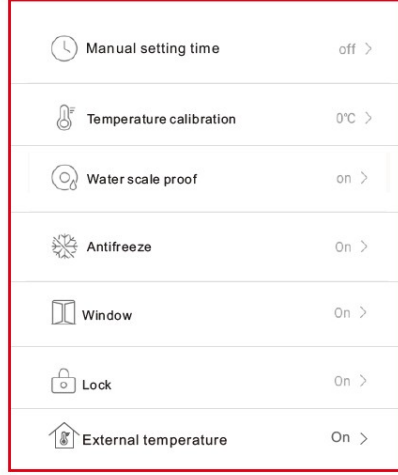 Manual setting time off >
Temperature calibration 0℃ >
Water scale proof on >
Antifreeze On >
Window On >
Lock On >
External temperature On >